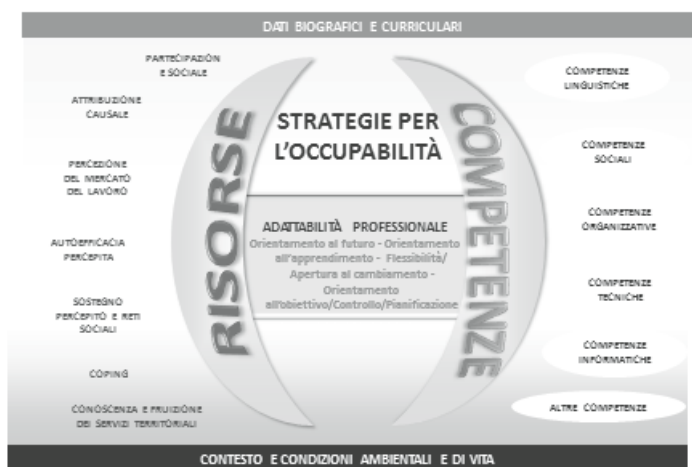 DATI BIOGRAFICI E CURRICULARI
PARTECIPAZION
E SOCIALE
ATTRIBUZIONE
CAUSALE
PERCEZIONE
DEL MERCATO
DEL LAVORO
AUTOEFFICACIA
PERCEPITA
SOSTEGNO
PERCEPITO E RETI
SOCIALI
COPING
CONOSCENZA E FRUIZIONE
DEI SERVIZI TERRITORIALI
RISORSE
STRATEGIE PER
L'OCCUPABILITÀ
ADATTABILITÀ PROFESSIONALE
Orientamento al futuro - Orientamento
all'apprendimento - Flessibilità/
Apertura al cambiamento -
Orientamento
all'obiettivo/Controllo/Pianificazione
COMPETENZE
COMPETENZE
LINGUISTICHE
COMPETENZE
SOCIALI
COMPETENZE
ORGANIZZATIVE
COMPETENZE
TECNICHE
COMPETENZE
INFORMATICHE
ALTRE COMPETENZE
CONTESTO E CONDIZIONI AMBIENTALI E DI VITA